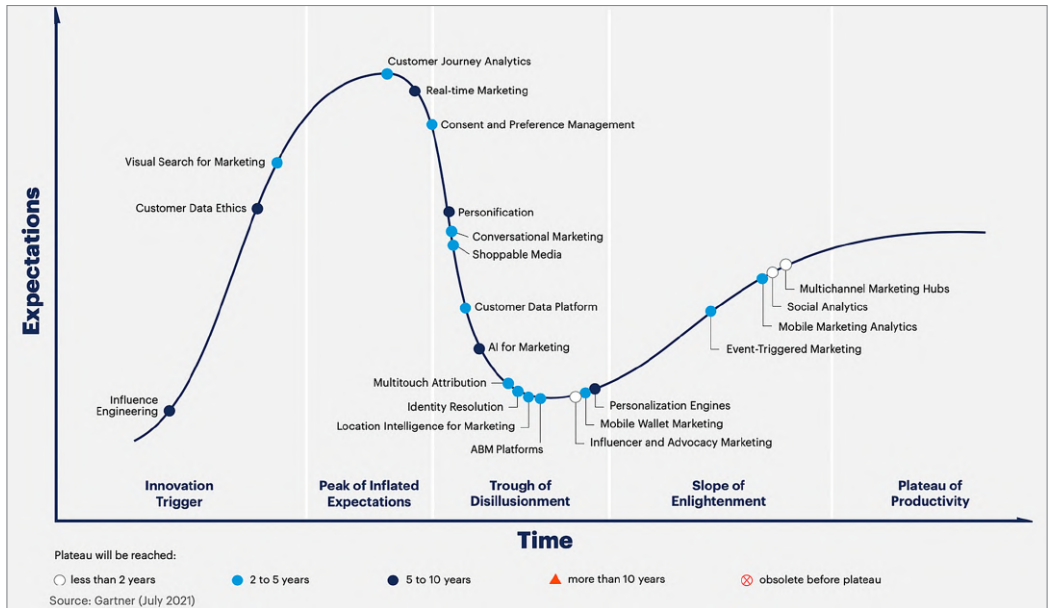 Customer Journey Analytics
Real-time Marketing
Consent and Preference Management
Visual Search for Marketing
Customer Data Ethics
Personification
Conversational Marketing
Shoppable Media
Customer Data Platform
AI for Marketing
Multitouch Attribution
Identity Resolution
Location Intelligence for Marketing
ABM Platforms
Influence
Engineering
Multichannel Marketing Hubs
Social Analytics
Mobile Marketing Analytics
Event-Triggered Marketing
Personalization Engines
Mobile Wallet Marketing
Influencer and Advocacy Marketing
Expectations
Innovation
Trigger
Peak of Inflated
Expectations
Trough of
Disillusionment
Slope of
Enlightenment
Plateau of
Productivity
Time
Plateau will be reached:
less than 2 years
2 to 5 years
5 to 10 years
more than 10 years
obsolete before plateau
Source: Gartner (July 2021)